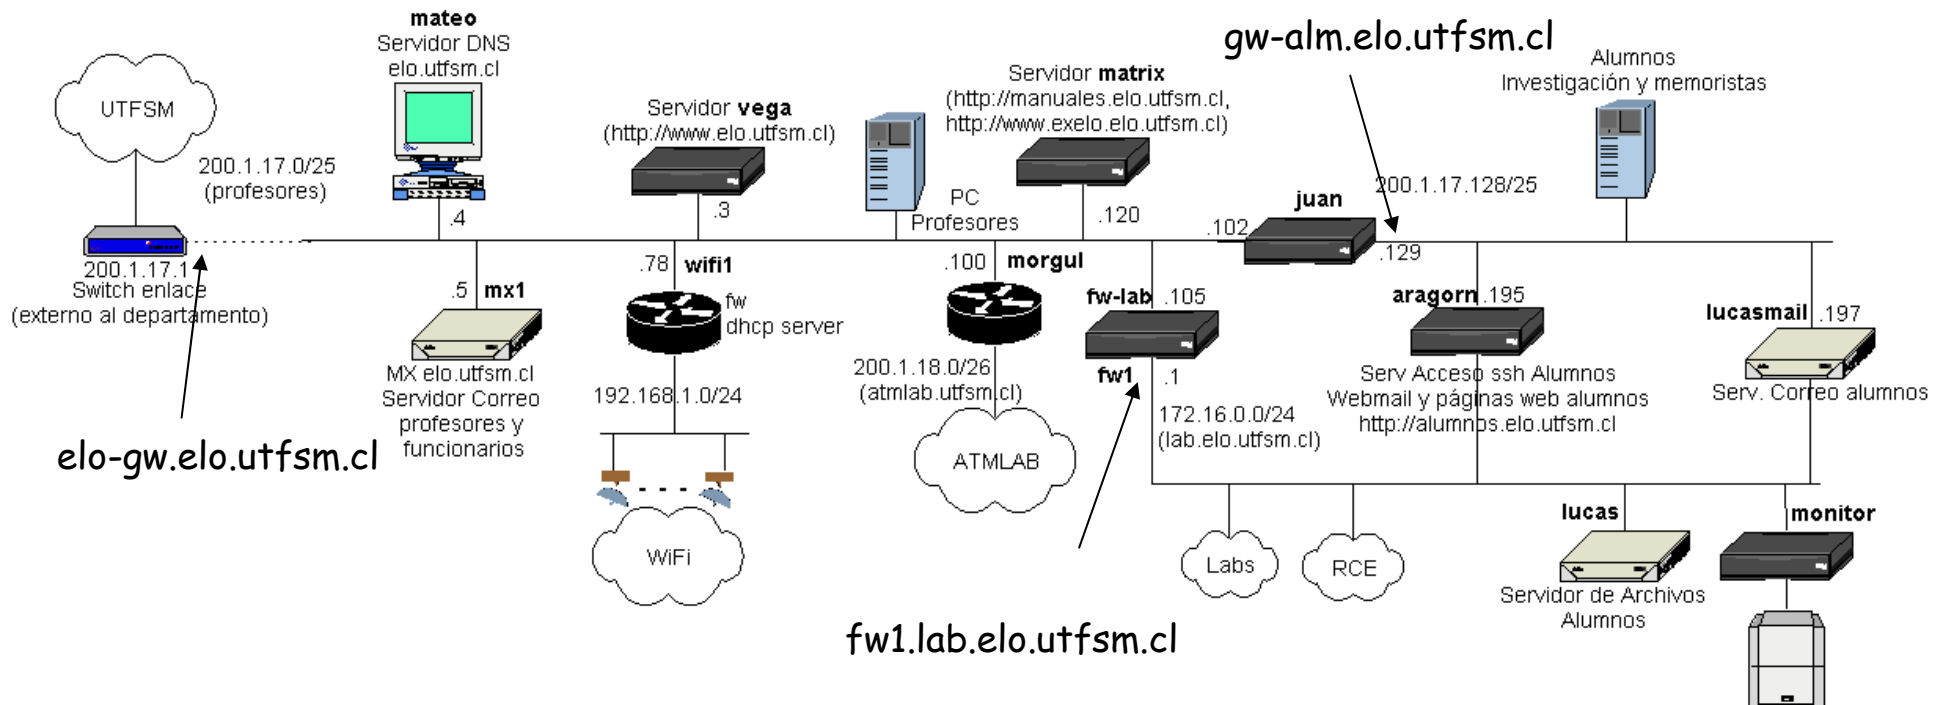 mateo
Servidor DNS
elo.utfsm.cl
UTFSM
200.1.17.0/25
(profesores)
.4
200.1.17.1
Switch enlace
(externo al departamento)
elo-gw.elo.utfsm.cl
.5 mx1
MX elo.utfsm.cl
Servidor Correo
profesores y
funcionarios
Servidor vega
(http://www.elo.utfsm.cl)
.3
.78 wifi1
fw
dhcp server
192.168.1.0/24
WiFi
PC
Profesores
Servidor matrix
(http://manuales.elo.utfsm.cl,
http://www.exelo.elo.utfsm.cl)
.120
.100 morgul
200.1.18.0/26
(atmlab.utfsm.cl)
ATMLAB
fw-lab .105
fw1 .1
172.16.0.0/24
(lab.elo.utfsm.cl)
fw1.lab.elo.utfsm.cl
gw-alm.elo.utfsm.cl
juan
.102
.129
200.1.17.128/25
Alumnos
Investigación y memoristas
aragorn .195
Serv Acceso ssh Alumnos
Webmail y páginas web alumnos
http://alumnos.elo.utfsm.cl
lucasmail .197
Serv. Correo alumnos
Labs
RCE
lucas
Servidor de Archivos
Alumnos
monitor